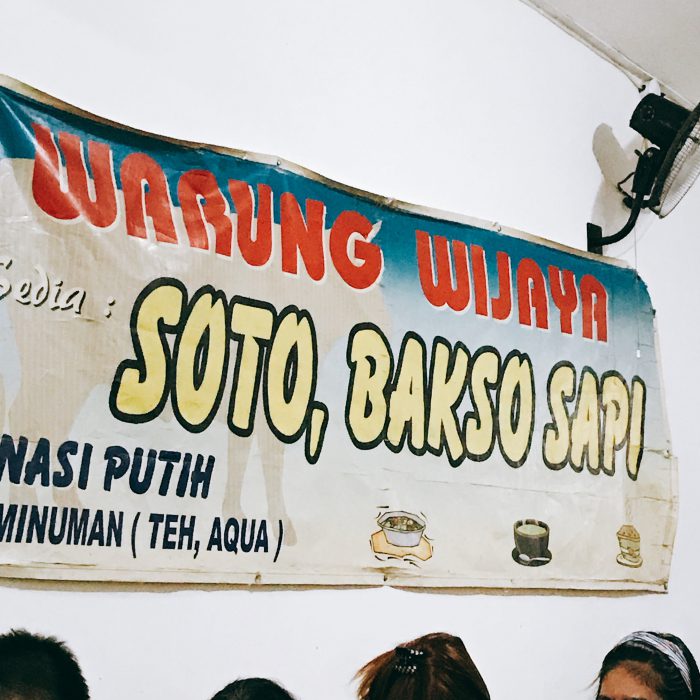 WARUNG WIJAYA
Sedia :
SOTO, BAKSO SAPI
NASI PUTIH
MINUMAN ( TEH, AQUA )